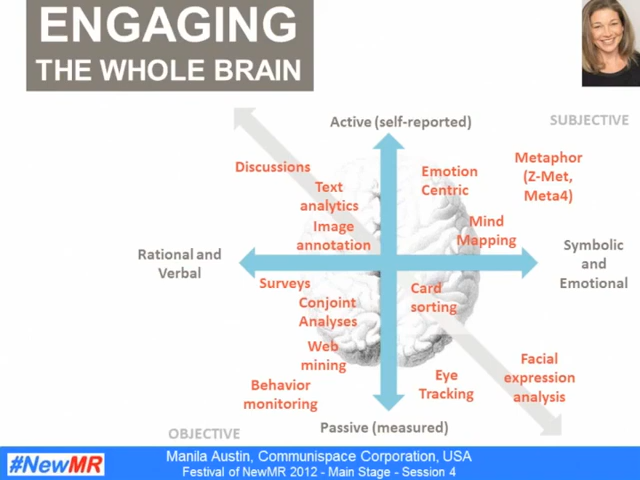 ENGAGING
THE WHOLE BRAIN
Active (self-reported)
SUBJECTIVE
Discussions
Text
analytics
Image
annotation
Emotion
Centric
Metaphor
(Z-Met,
Meta4)
Mind
Mapping
Rational and
Verbal
Symbolic
and
Emotional
Surveys
Conjoint
Analyses
Web
mining
Behavior
monitoring
Card
sorting
Eye
Tracking
Facial
expression
analysis
OBJECTIVE
Passive (measured)
#NewMR
Manila Austin, Communispace Corporation, USA
Festival of NewMR 2012 - Main Stage - Session 4